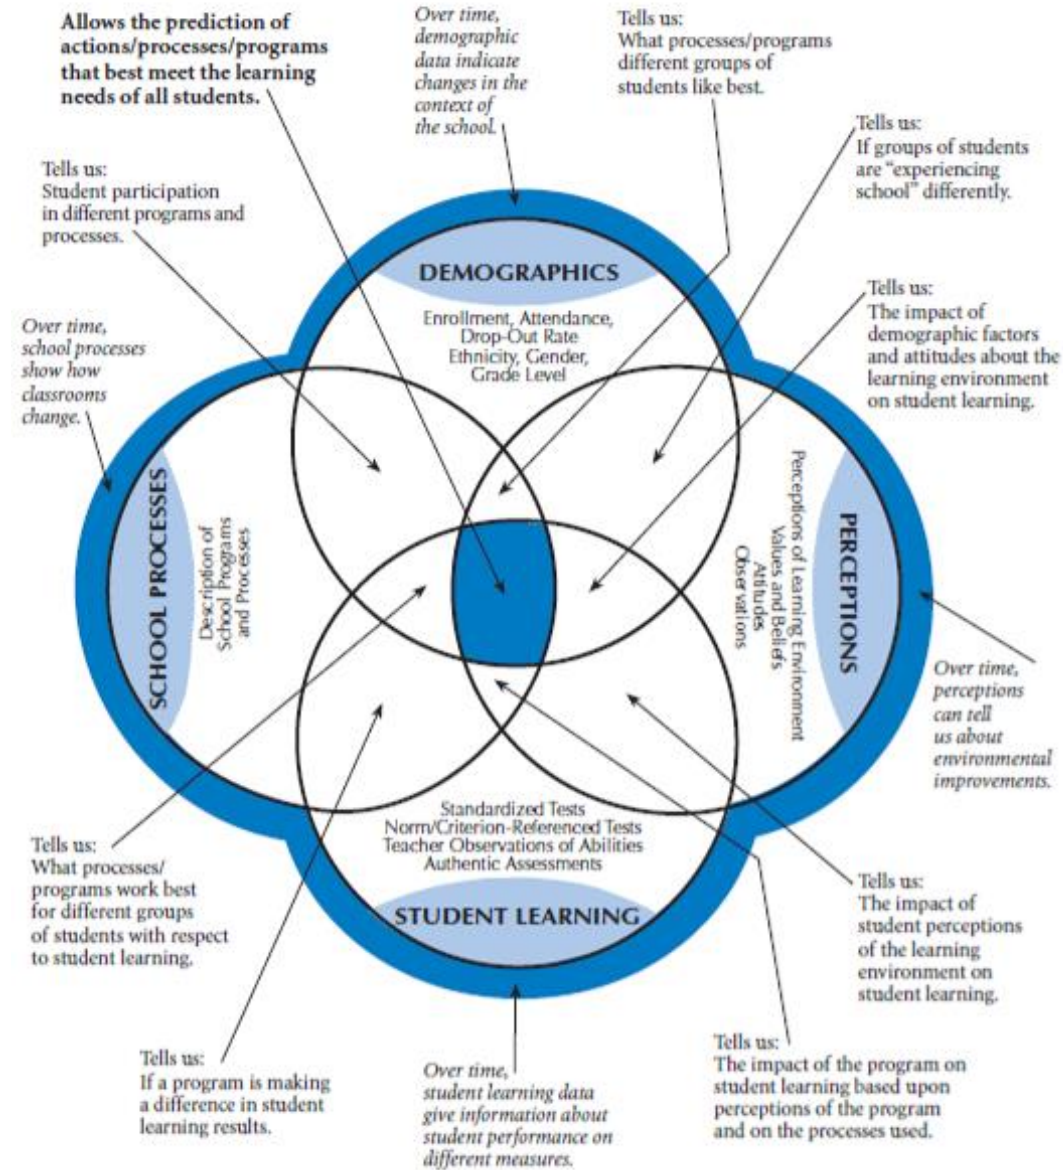 Allows the prediction of
actions/processes/programs
that best meet the learning
needs of all students.
Over time,
demographic
data indicate
changes in the
context of
the school.
Tells us:
What processes/programs
different groups of
students like best.
Tells us:
If groups of students
are “experiencing
school” differently.
Tells us:
Student participation
in different programs and
processes.
DEMOGRAPHICS
Enrollment, Attendance,
Drop-Out Rate
Ethnicity, Gender,
Grade Level
Tells us:
The impact of
demographic factors
and attitudes about the
learning environment
on student learning.
Over time,
school processes
show how
classrooms
change.
SCHOOL PROCESSES
Description of
School Programs
and Processes
PERCEPTIONS
Perceptions of Learning Environment
Values and Beliefs
Attitudes
Observations
Over time,
perceptions
can tell
us about
environmental
improvements.
Standardized Tests
Norm/Criterion-Referenced Tests
Teacher Observations of Abilities
Authentic Assessments
STUDENT LEARNING
Tells us:
What processes/
programs work best
for different groups
of students with respect
to student learning.
Tells us:
The impact of
student perceptions
of the learning
environment on
student learning.
Tells us:
If a program is making
a difference in student
learning results.
Over time,
student learning data
give information about
student performance on
different measures.
Tells us:
The impact of the program on
student learning based upon
perceptions of the program
and on the processes used.